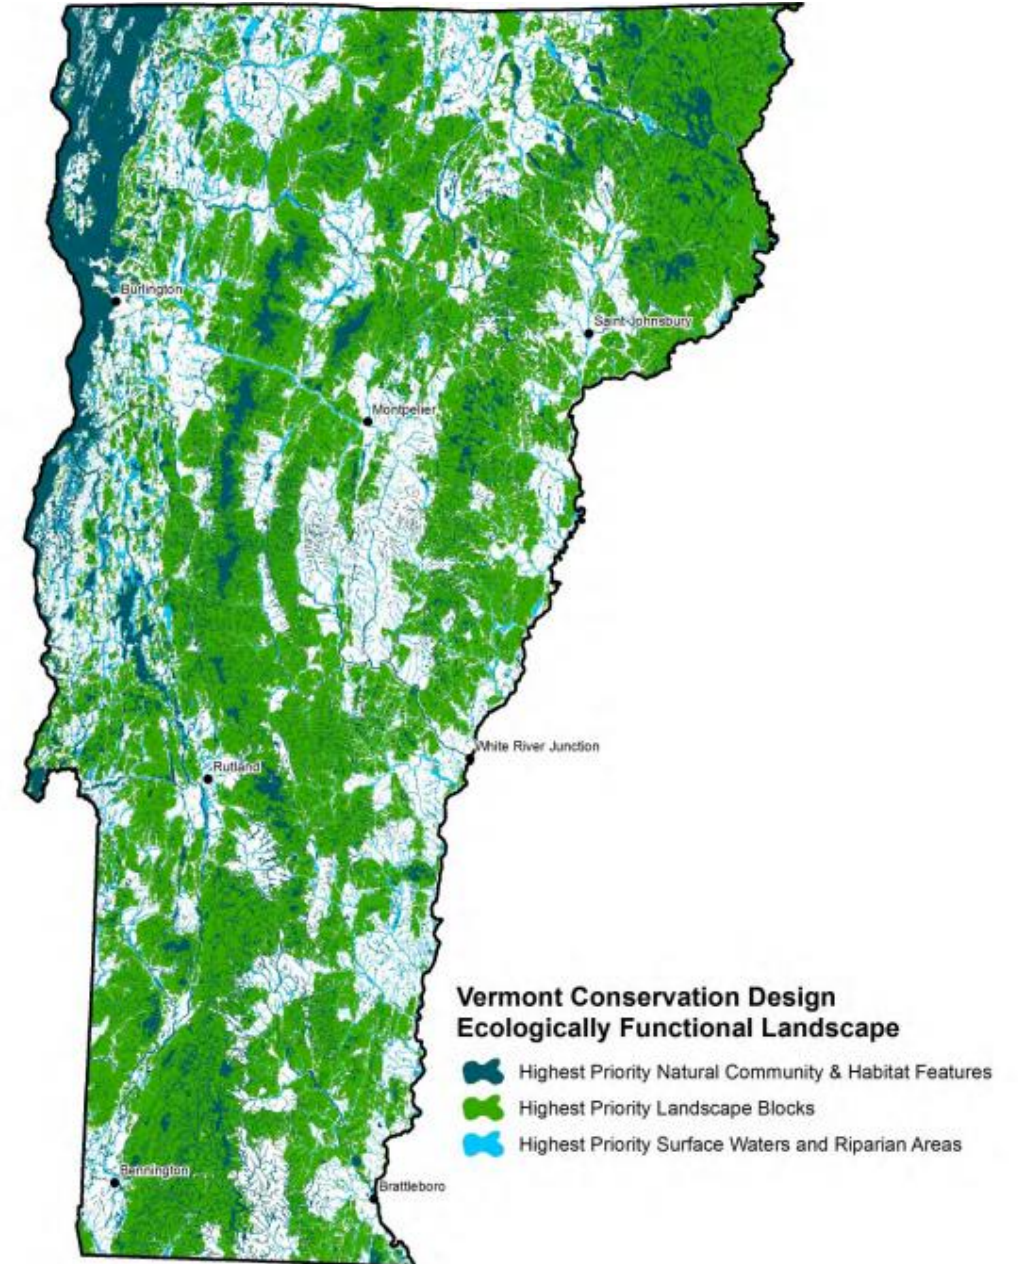 Burlington
Saint Johnsbury
Montpelier
White River Junction
Rutland
Vermont Conservation Design
Ecologically Functional Landscape
Highest Priority Natural Community & Habitat Features
Highest Priority Landscape Blocks
Highest Priority Surface Waters and Riparian Areas
Bennington
Brattleboro